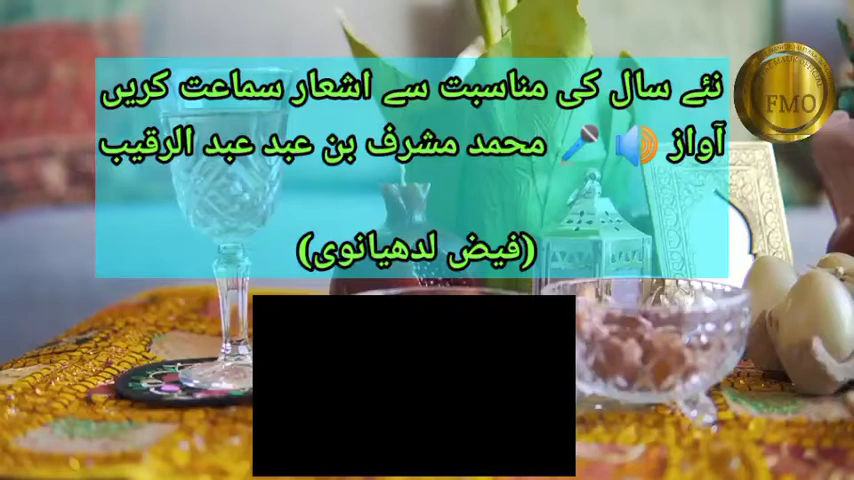 نئے سال کی مناسبت سے اشعار سماعت کریں
آواز 🔊 🎤 محمد مشرف بن عبد عبد الرقیب
(فیض لدھیانوی)
FMO